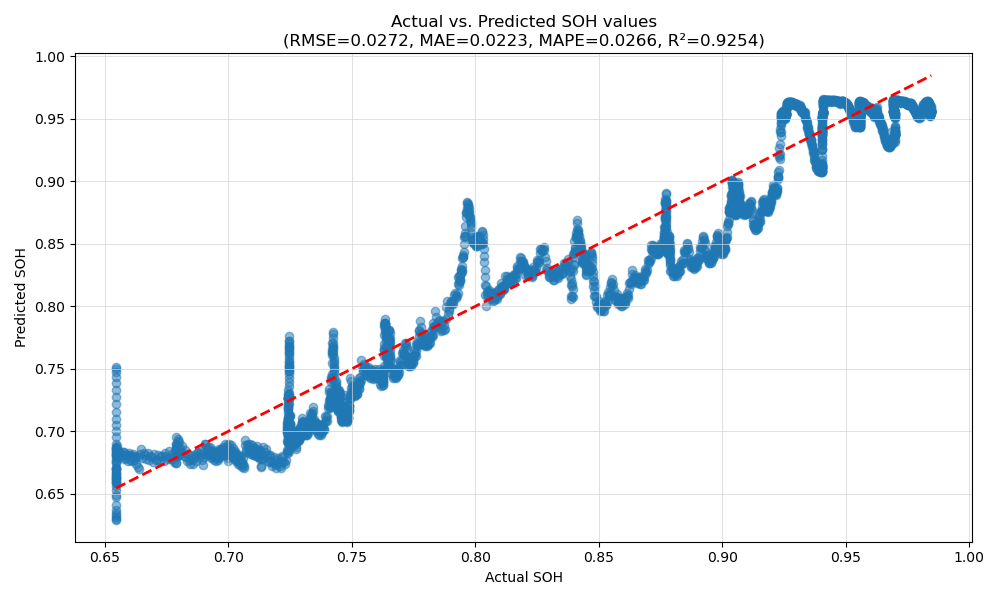 Actual vs. Predicted SOH values
(RMSE=0.0272, MAE=0.0223, MAPE=0.0266, R²=0.9254)
1.00
0.95
0.90
0.85
0.80
0.75
0.70
0.65
Predicted SOH
0.65 0.70 0.75 0.80 0.85 0.90 0.95 1.00
Actual SOH